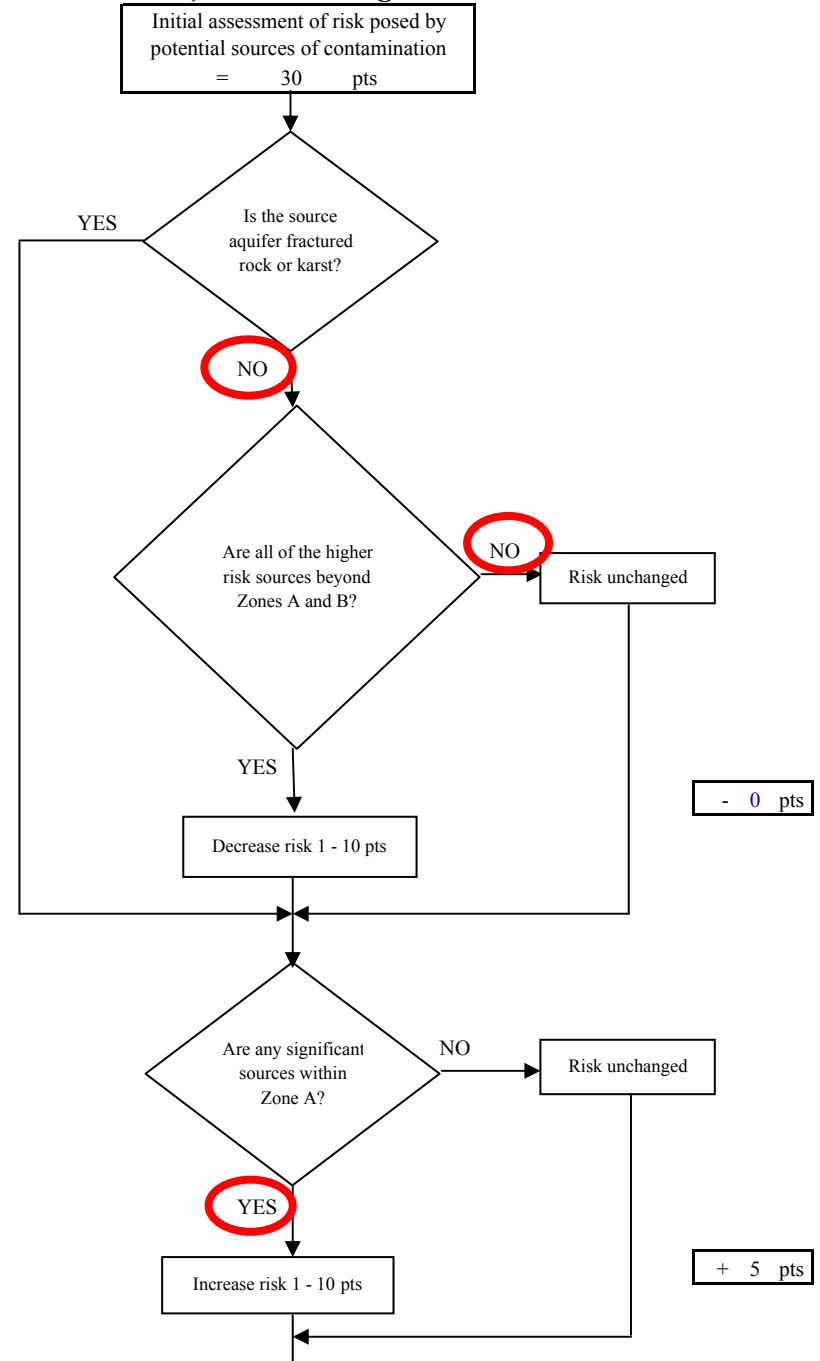 Initial assessment of risk posed by
potential sources of contamination
= 30 pts
Is the source
aquifer fractured
rock or karst?
YES
NO
Are all of the higher
risk sources beyond
Zones A and B?
NO
Risk unchanged
YES
- 0 pts
Decrease risk 1 - 10 pts
Are any significant
sources within
Zone A?
NO
Risk unchanged
YES
Increase risk 1 - 10 pts
+ 5 pts